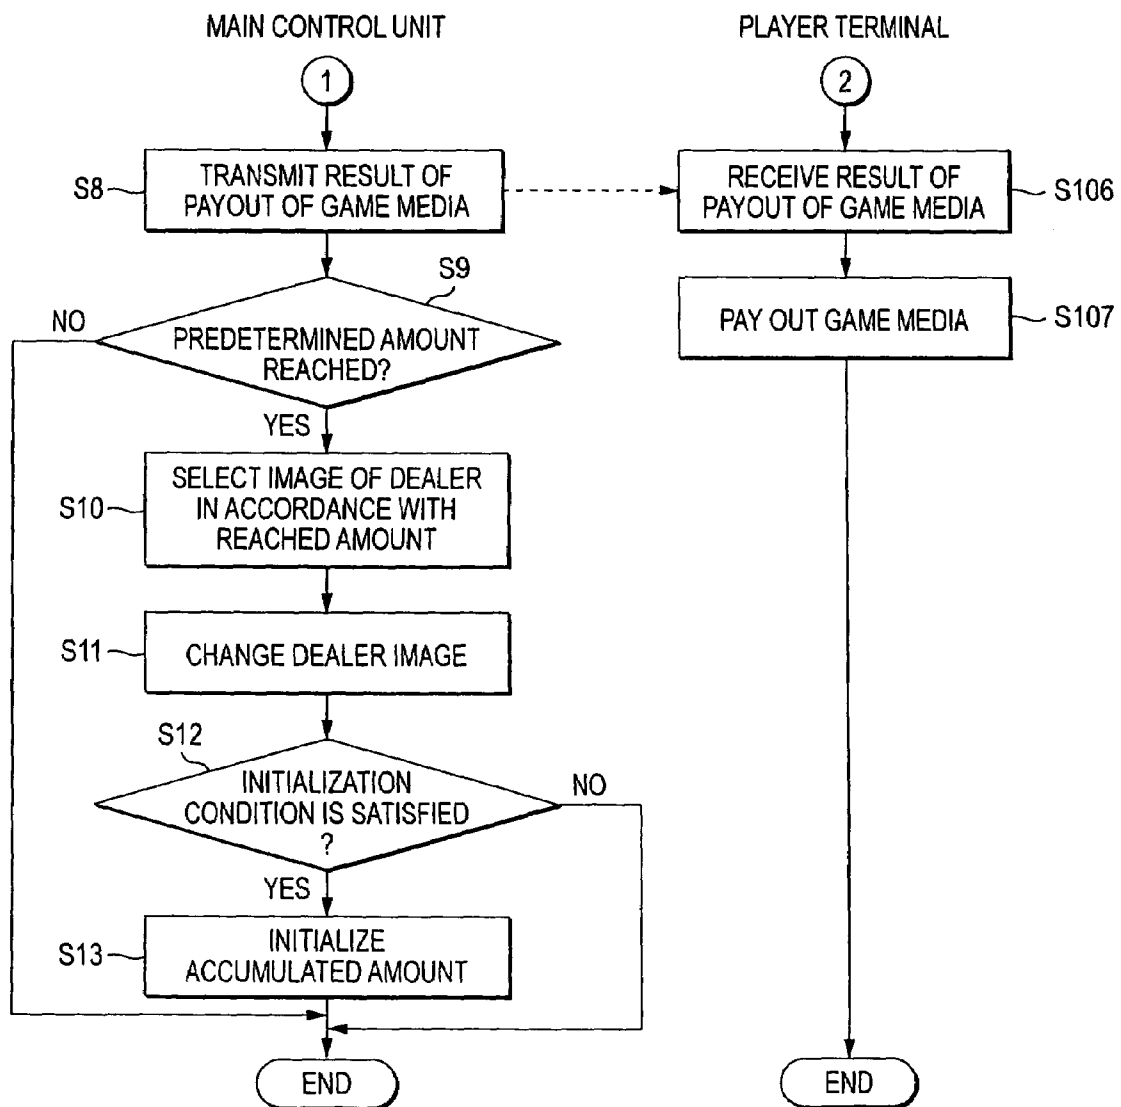 MAIN CONTROL UNIT
PLAYER TERMINAL
1
2
S8
TRANSMIT RESULT OF
PAYOUT OF GAME MEDIA
RECEIVE RESULT OF
PAYOUT OF GAME MEDIA
S106
S9
NO
PREDETERMINED AMOUNT
REACHED?
PAY OUT GAME MEDIA
S107
YES
S10
SELECT IMAGE OF DEALER
IN ACCORDANCE WITH
REACHED AMOUNT
S11
CHANGE DEALER IMAGE
S12
INITIALIZATION
CONDITION IS SATISFIED
?
NO
YES
S13
INITIALIZE
ACCUMULATED AMOUNT
END
END